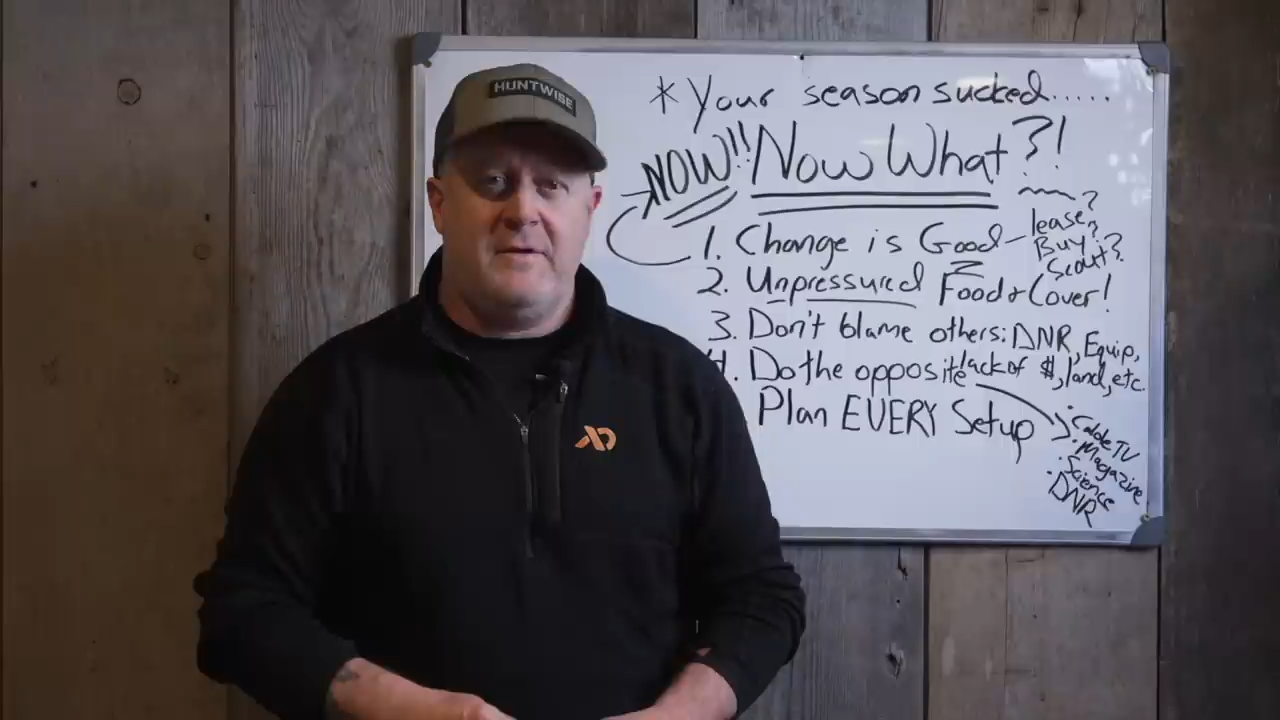 HUNTWISE
* Your season sucked.....
NOW!! Now What?!
1. Change is Good - lease?
Buy?
Scout?
2. Unpressured Food & Cover!
3. Don't blame others: DNR, Equip,
lack of $, land, etc.
4. Do the opposite
Plan EVERY Setup
Cable TV
Magazine
Science
DNR